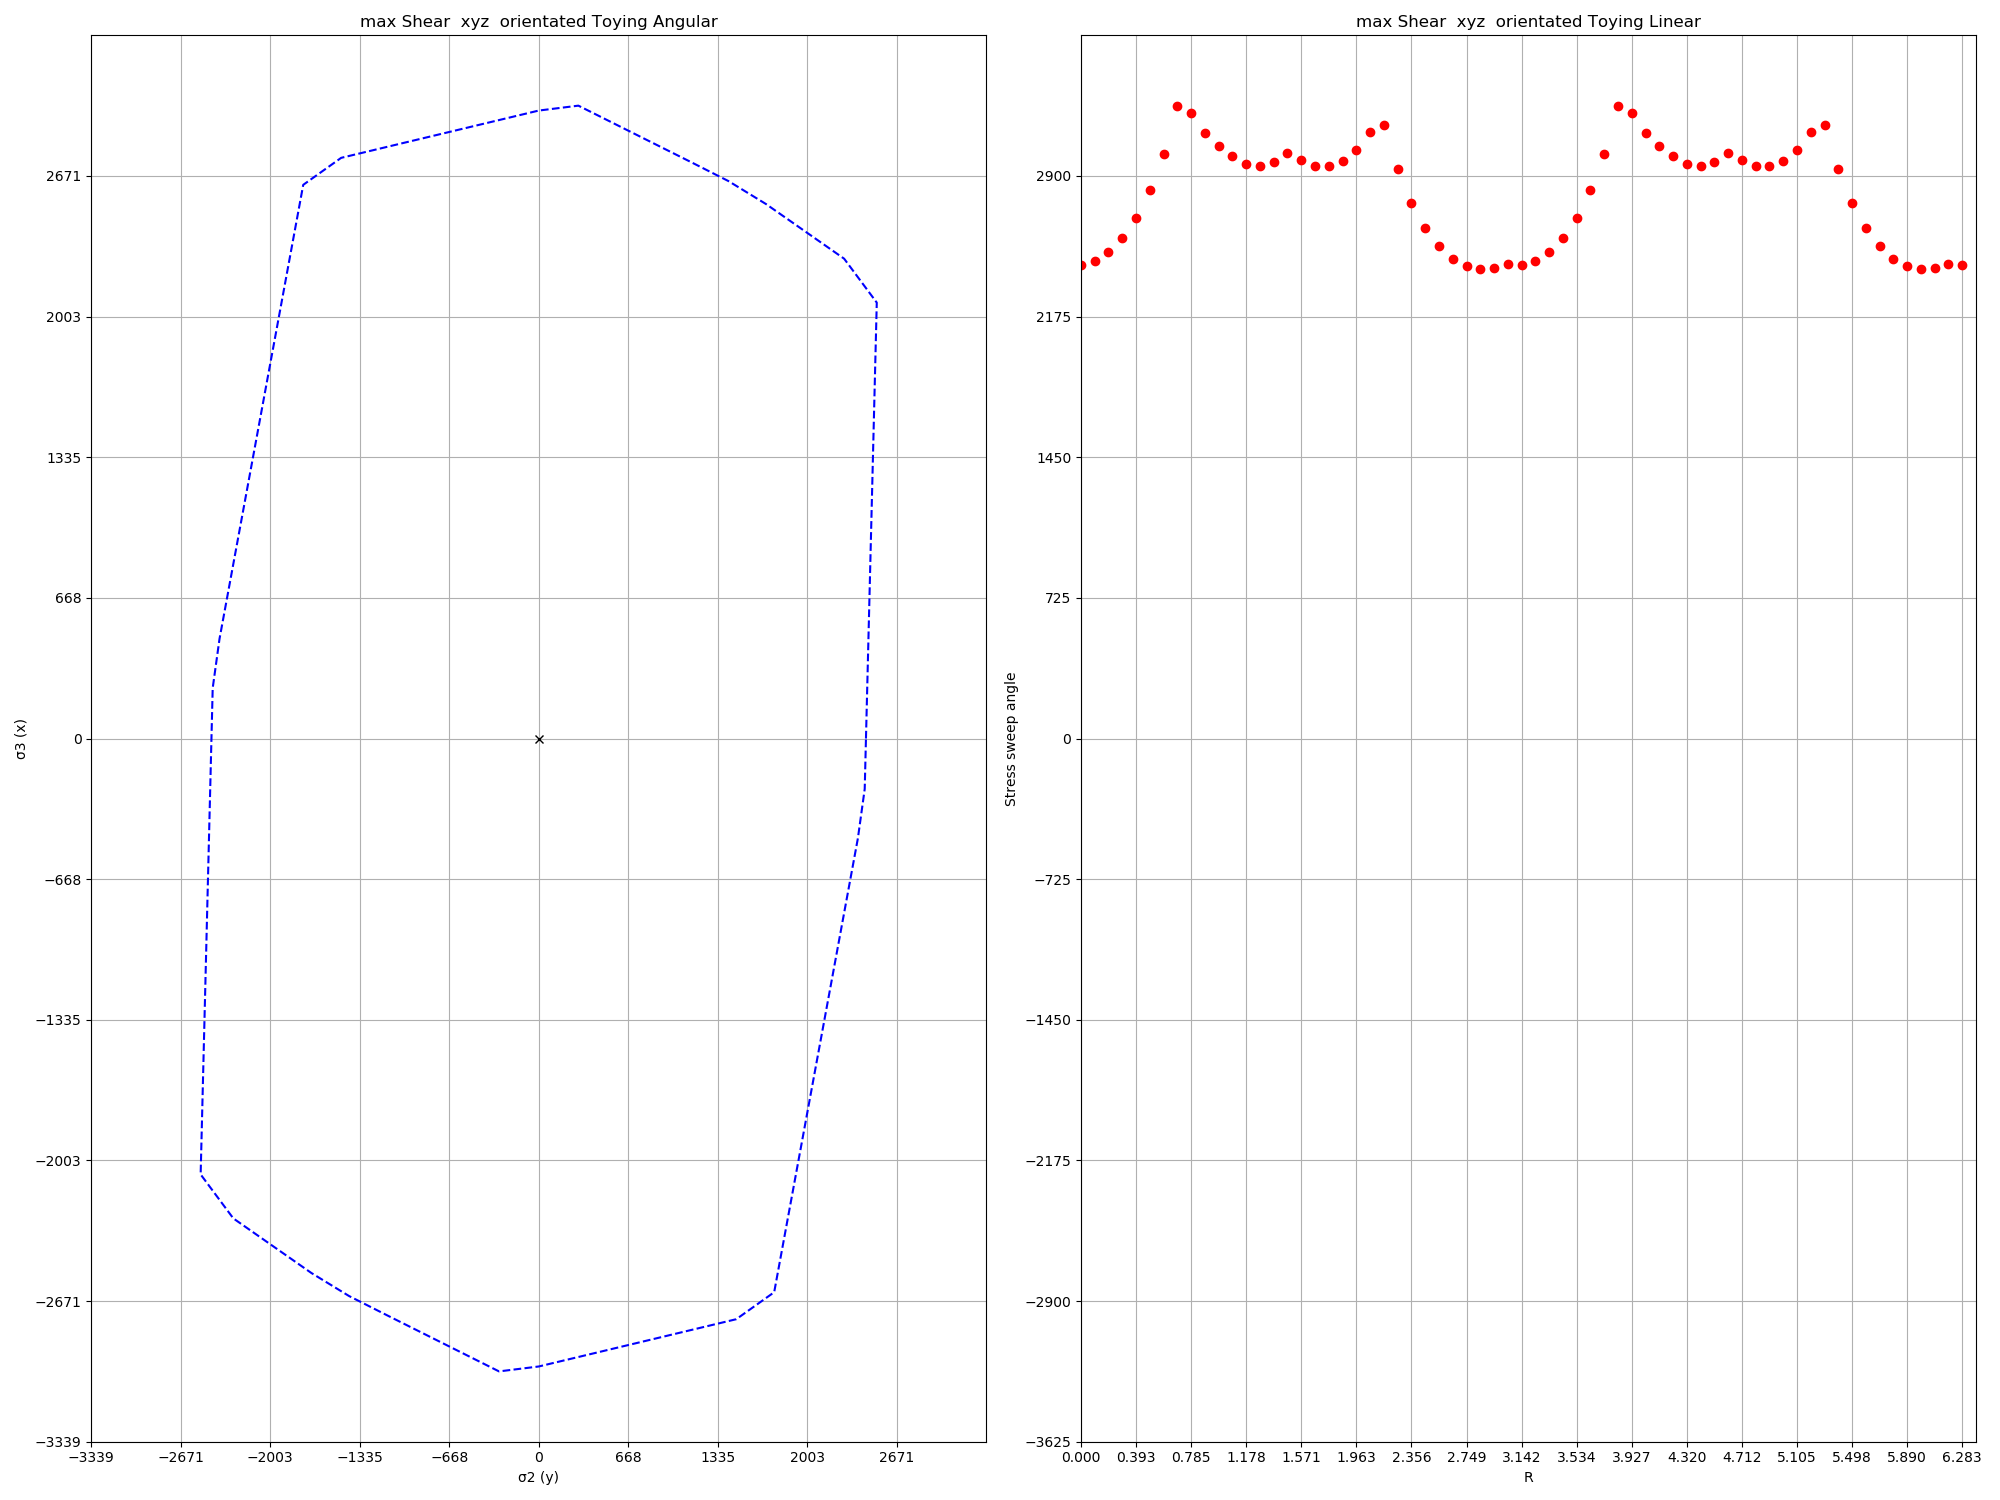 max Shear  xyz  orientated Toying Angular
2671
2003
1335
668
0
−668
−1335
−2003
−2671
−3339
σ3 (x)
−3339 −2671 −2003 −1335 −668 0 668 1335 2003 2671
σ2 (y)
max Shear  xyz  orientated Toying Linear
2900
2175
1450
725
0
−725
−1450
−2175
−2900
−3625
Stress sweep angle
0.000 0.393 0.785 1.178 1.571 1.963 2.356 2.749 3.142 3.534 3.927 4.320 4.712 5.105 5.498 5.890 6.283
R